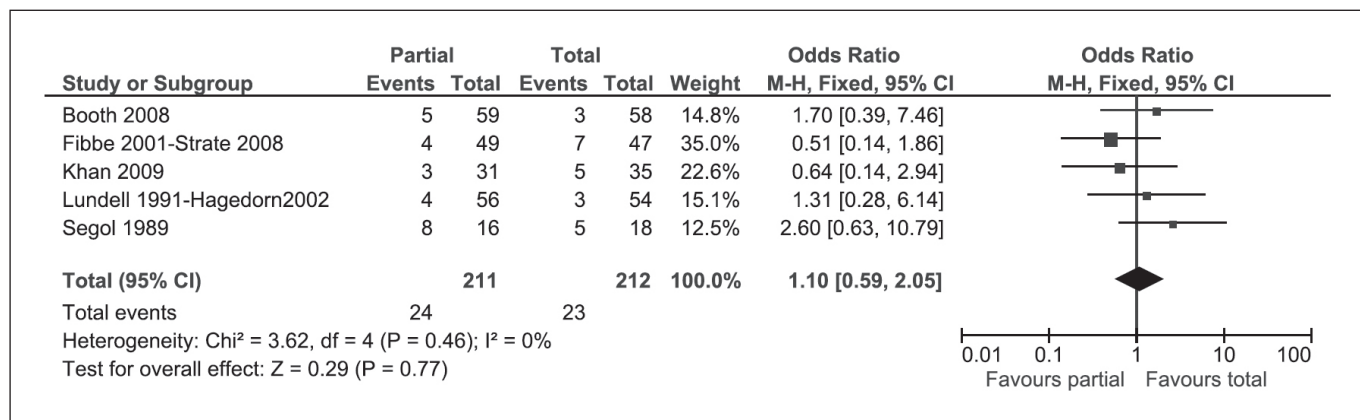 Partial Total Odds Ratio Odds Ratio
Study or Subgroup Events Total Events Total Weight M-H, Fixed, 95% CI M-H, Fixed, 95% CI
Booth 2008 5 59 3 58 14.8% 1.70 [0.39, 7.46]
Fibbe 2001-Strate 2008 4 49 7 47 35.0% 0.51 [0.14, 1.86]
Khan 2009 3 31 5 35 22.6% 0.64 [0.14, 2.94]
Lundell 1991-Hagedorn2002 4 56 3 54 15.1% 1.31 [0.28, 6.14]
Segol 1989 8 16 5 18 12.5% 2.60 [0.63, 10.79]
Total (95% CI) 211 212 100.0% 1.10 [0.59, 2.05]
Total events 24 23
Heterogeneity: Chi² = 3.62, df = 4 (P = 0.46); I² = 0%
Test for overall effect: Z = 0.29 (P = 0.77)
0.01 0.1 1 10 100
Favours partial Favours total